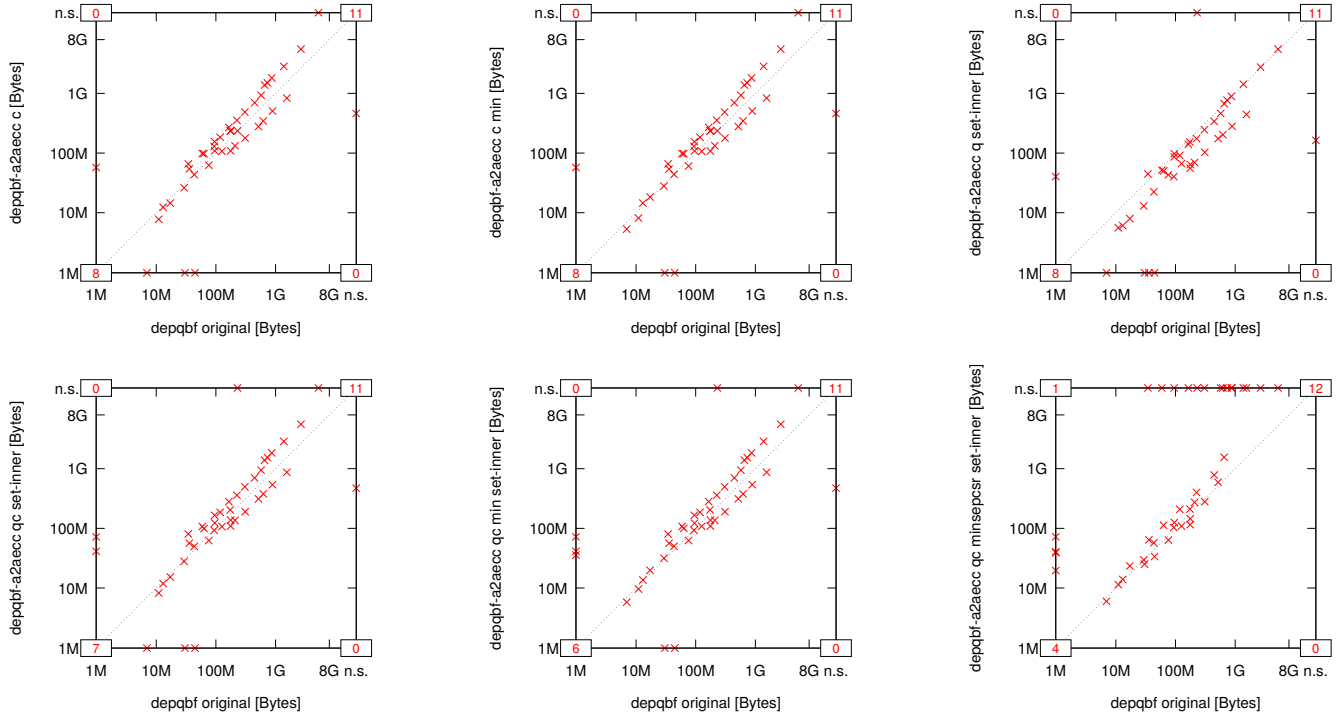 n.s. 0 11
8G
1G
100M
10M
1M 8 0
1M 10M 100M 1G 8G n.s.
depqbf original [Bytes]
depqbf-a2aecc c [Bytes]
n.s. 0 11
8G
1G
100M
10M
1M 8 0
1M 10M 100M 1G 8G n.s.
depqbf original [Bytes]
depqbf-a2aecc c min [Bytes]
n.s. 0 11
8G
1G
100M
10M
1M 8 0
1M 10M 100M 1G 8G n.s.
depqbf original [Bytes]
depqbf-a2aecc q set-inner [Bytes]
n.s. 0 11
8G
1G
100M
10M
1M 7 0
1M 10M 100M 1G 8G n.s.
depqbf original [Bytes]
depqbf-a2aecc qc set-inner [Bytes]
n.s. 0 11
8G
1G
100M
10M
1M 6 0
1M 10M 100M 1G 8G n.s.
depqbf original [Bytes]
depqbf-a2aecc qc min set-inner [Bytes]
n.s. 1 12
8G
1G
100M
10M
1M 4 0
1M 10M 100M 1G 8G n.s.
depqbf original [Bytes]
depqbf-a2aecc qc minsepcsr set-inner [Bytes]